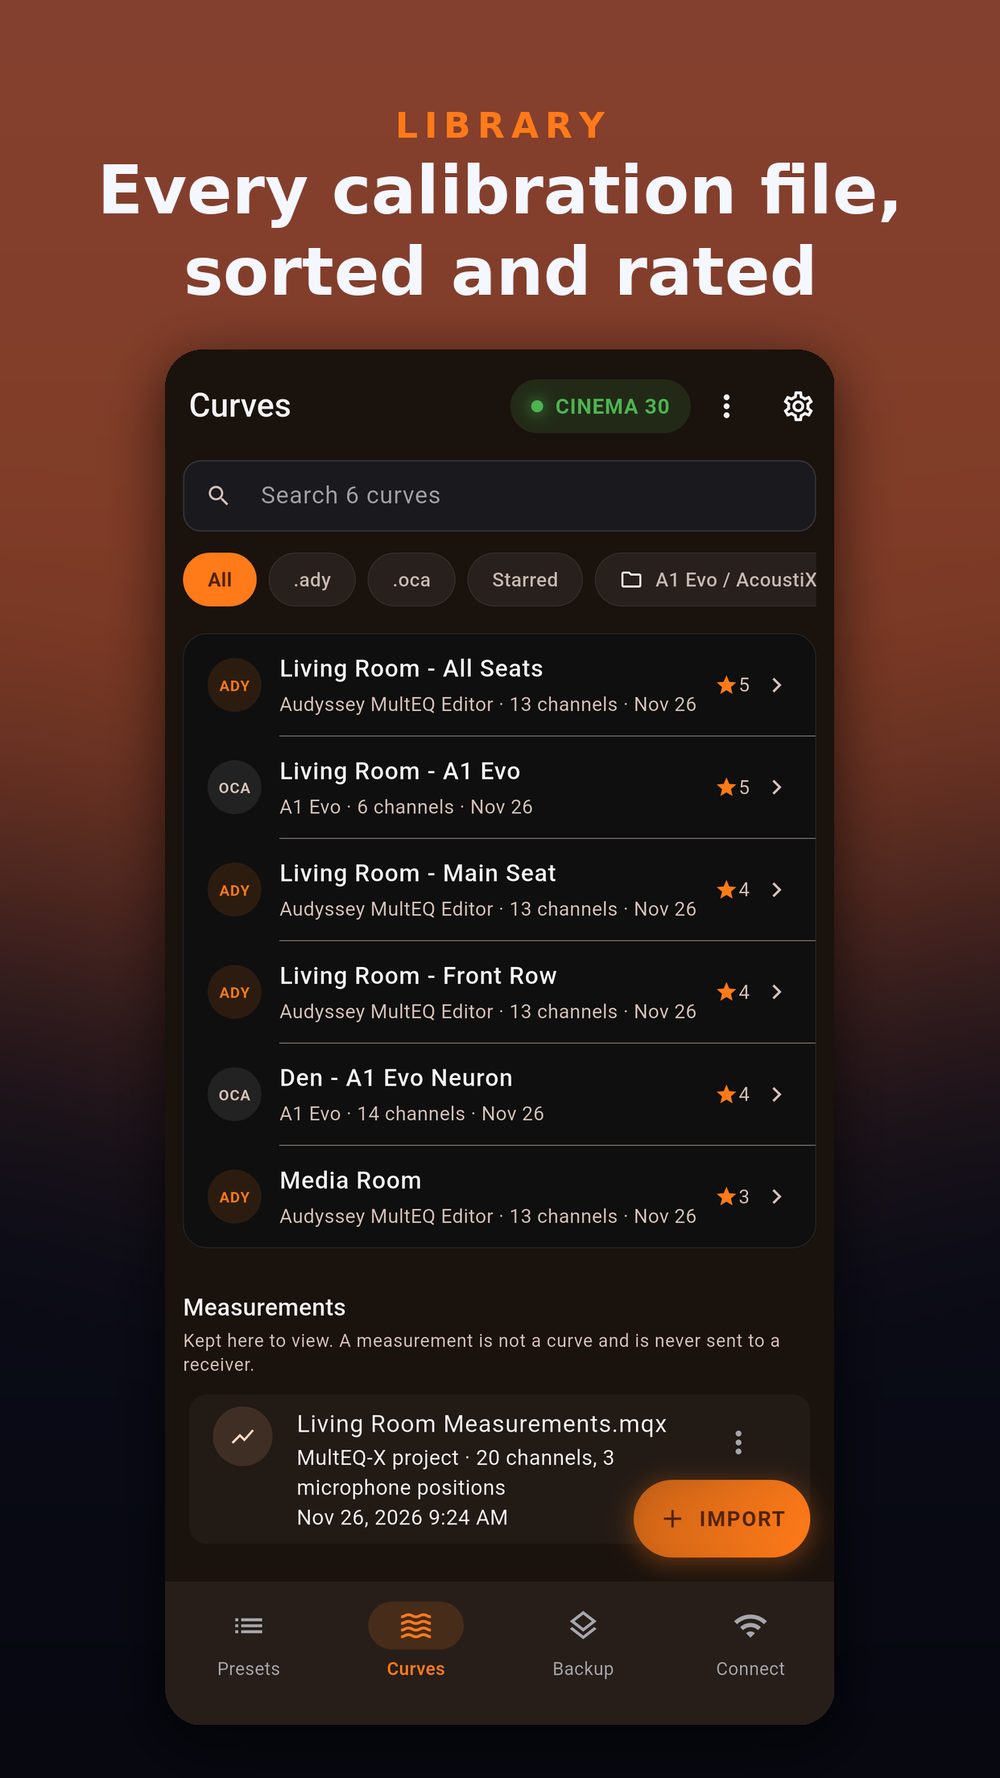 LIBRARY
Every calibration file,
sorted and rated
Curves
CINEMA 30
Search 6 curves
All
.ady
.oca
Starred
A1 Evo / AcoustiX
ADY
Living Room - All Seats
Audyssey MultEQ Editor · 13 channels · Nov 26
5
OCA
Living Room - A1 Evo
A1 Evo · 6 channels · Nov 26
5
ADY
Living Room - Main Seat
Audyssey MultEQ Editor · 13 channels · Nov 26
4
ADY
Living Room - Front Row
Audyssey MultEQ Editor · 13 channels · Nov 26
4
OCA
Den - A1 Evo Neuron
A1 Evo · 14 channels · Nov 26
4
ADY
Media Room
Audyssey MultEQ Editor · 13 channels · Nov 26
3
Measurements
Kept here to view. A measurement is not a curve and is never sent to a
receiver.
Living Room Measurements.mqx
MultEQ-X project · 20 channels, 3
microphone positions
Nov 26, 2026 9:24 AM
IMPORT
Presets
Curves
Backup
Connect